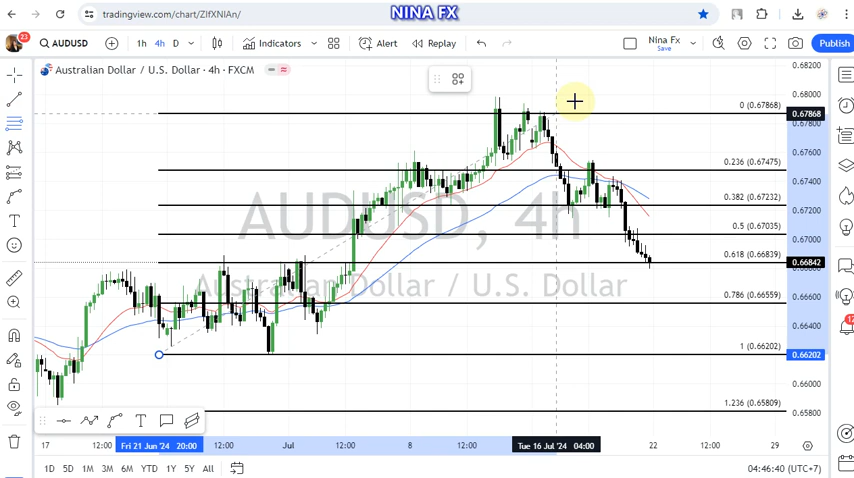 NINA FX
tradingview.com/chart/ZIfXNIAn/
23
AUDUSD
1h 4h D
Indicators
Alert
Replay
Nina Fx
Save
Publish
Australian Dollar / U.S. Dollar · 4h · FXCM
AUDUSD, 4h
Australian Dollar / U.S. Dollar
0 (0.67868)
0.236 (0.67475)
0.382 (0.67232)
0.5 (0.67035)
0.618 (0.66839)
0.786 (0.66559)
1 (0.66202)
1.236 (0.65809)
0.68200
0.68000
0.67868
0.67800
0.67600
0.67400
0.67200
0.67000
0.66842
0.66600
0.66400
0.66202
0.66000
0.65800
17 12:00 Fri 21 Jun '24 20:00 12:00 Jul 12:00 8 12:00 Tue 16 Jul '24 04:00 22 12:00 29
1D 5D 1M 3M 6M YTD 1Y 5Y All
04:46:40 (UTC+7)